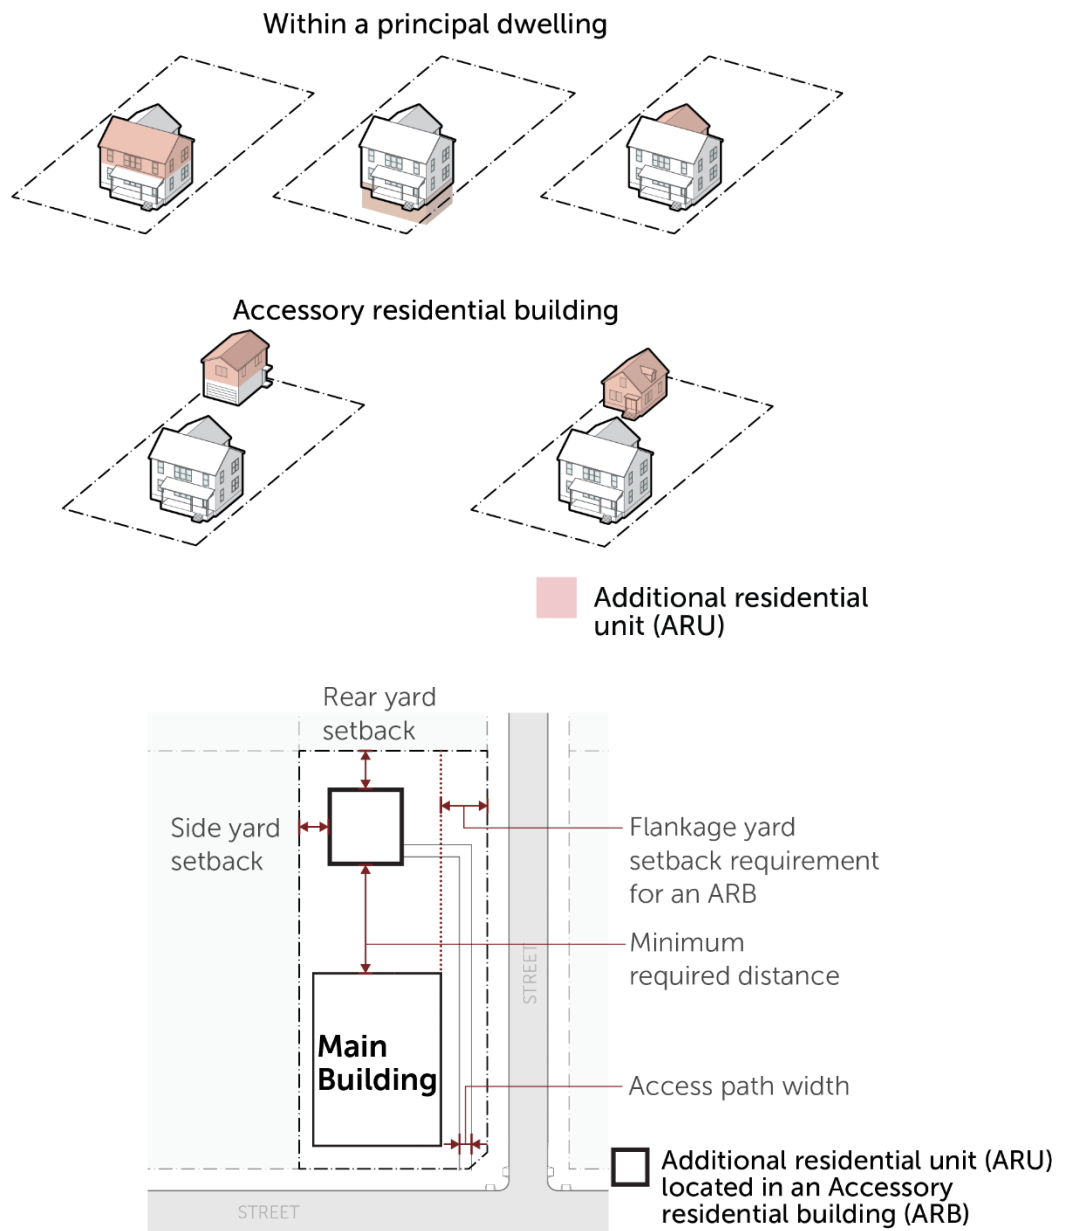 Within a principal dwelling
Accessory residential building
Additional residential
unit (ARU)
Rear yard
setback
Side yard
setback
Flankage yard
setback requirement
for an ARB
Minimum
required distance
STREET
Main
Building
Access path width
Additional residential unit (ARU)
located in an Accessory
residential building (ARB)
STREET